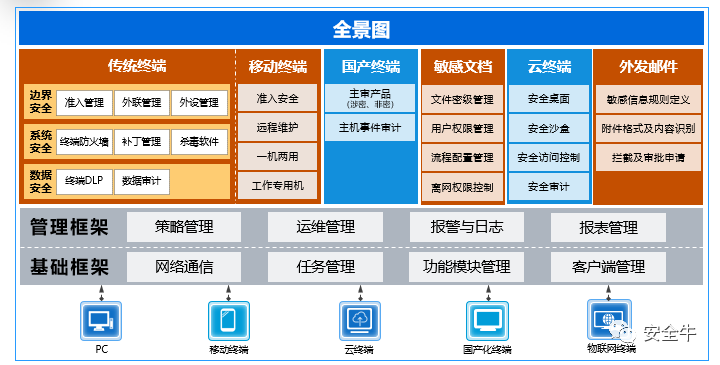 全景图
传统终端
边界
安全
准入管理
外联管理
外设管理
系统
安全
终端防火墙
补丁管理
杀毒软件
数据
安全
终端DLP
数据审计
移动终端
准入安全
远程维护
一机两用
工作专用机
国产终端
主审产品
(涉密、非密)
主机事件审计
敏感文档
文件密级管理
用户权限管理
流程配置管理
离网权限控制
云终端
安全桌面
安全沙盒
安全访问控制
安全审计
外发邮件
敏感信息规则定义
附件格式及内容识别
拦截及审批申请
管理框架
策略管理
运维管理
报警与日志
报表管理
基础框架
网络通信
任务管理
功能模块管理
客户端管理
PC
移动终端
云终端
国产化终端
物联网终端
安全牛